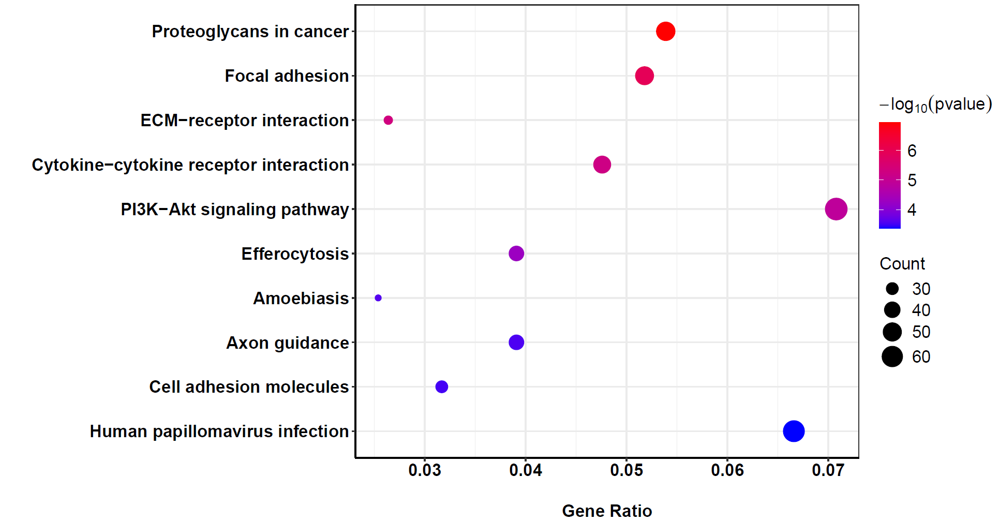 Proteoglycans in cancer
Focal adhesion
ECM−receptor interaction
Cytokine−cytokine receptor interaction
PI3K−Akt signaling pathway
Efferocytosis
Amoebiasis
Axon guidance
Cell adhesion molecules
Human papillomavirus infection
0.03 0.04 0.05 0.06 0.07
Gene Ratio
−log10(pvalue)
6
5
4
Count
30
40
50
60